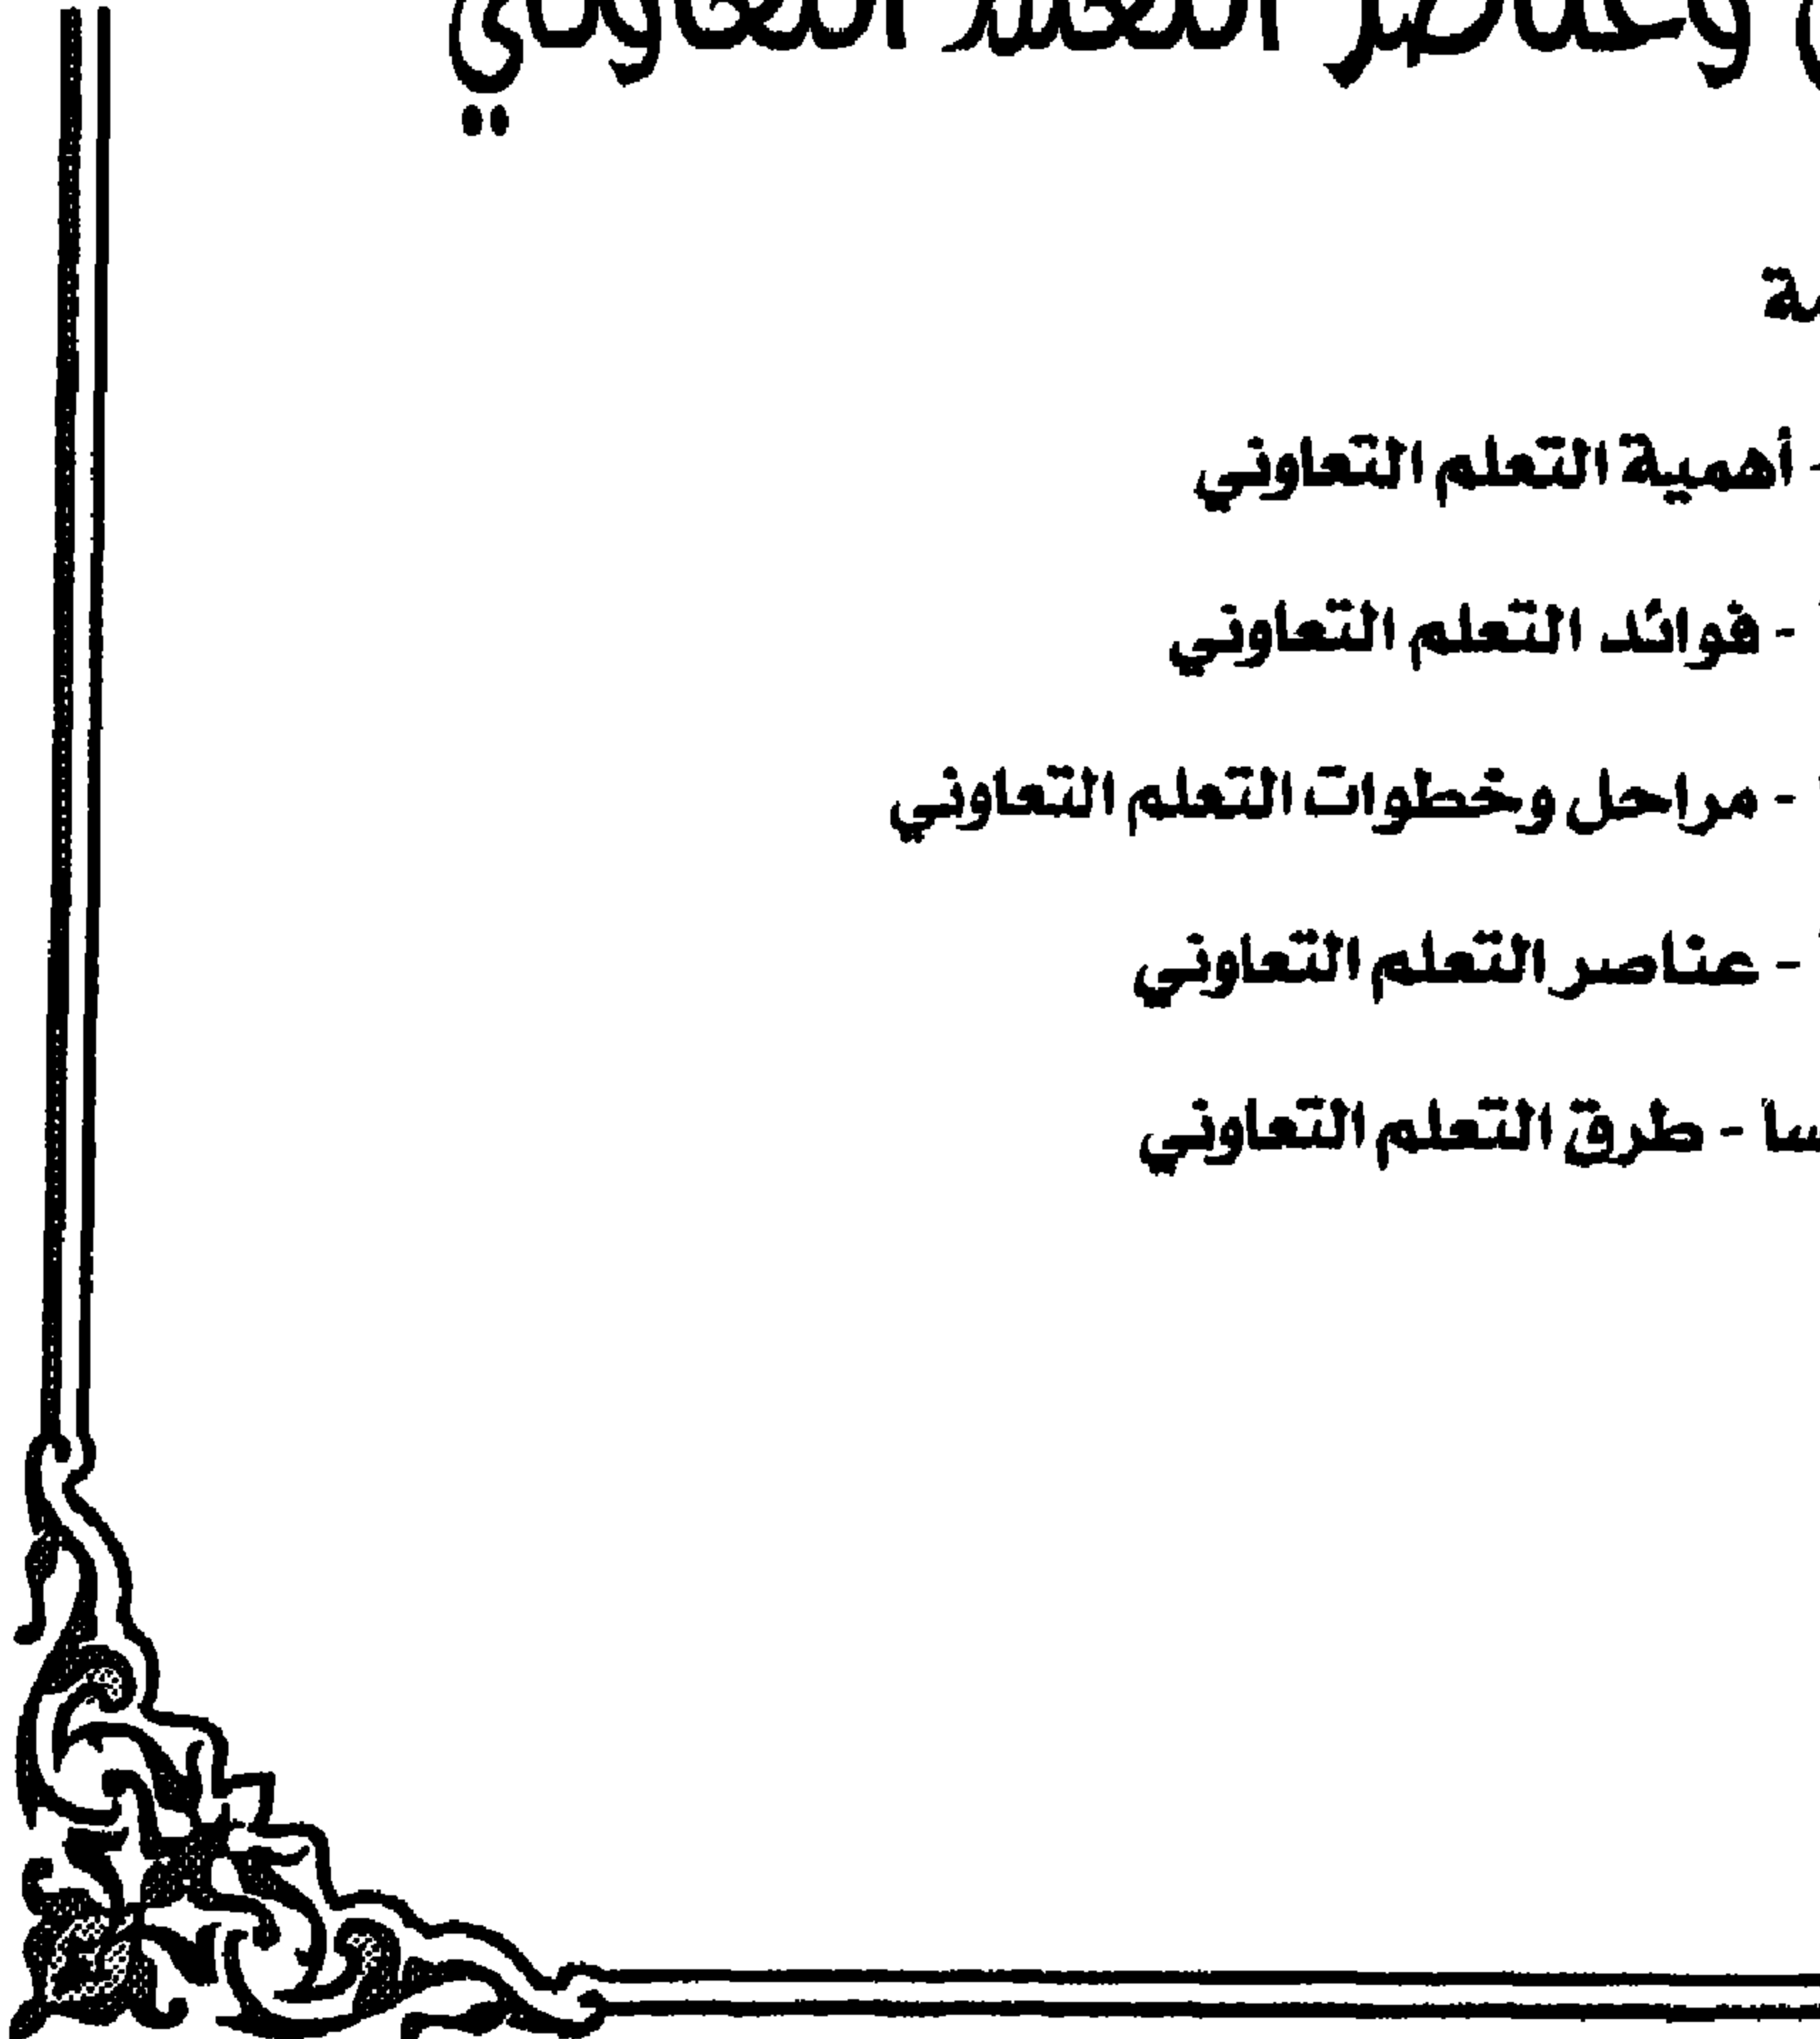 وعناصر التعلم التعاوني
- أهمية التعلم التعاوني
- فوائد التعلم التعاوني
- مراحل وخطوات التعلم التعاوني
- عناصر التعلم التعاوني
سا - طرق التعلم التعاوني